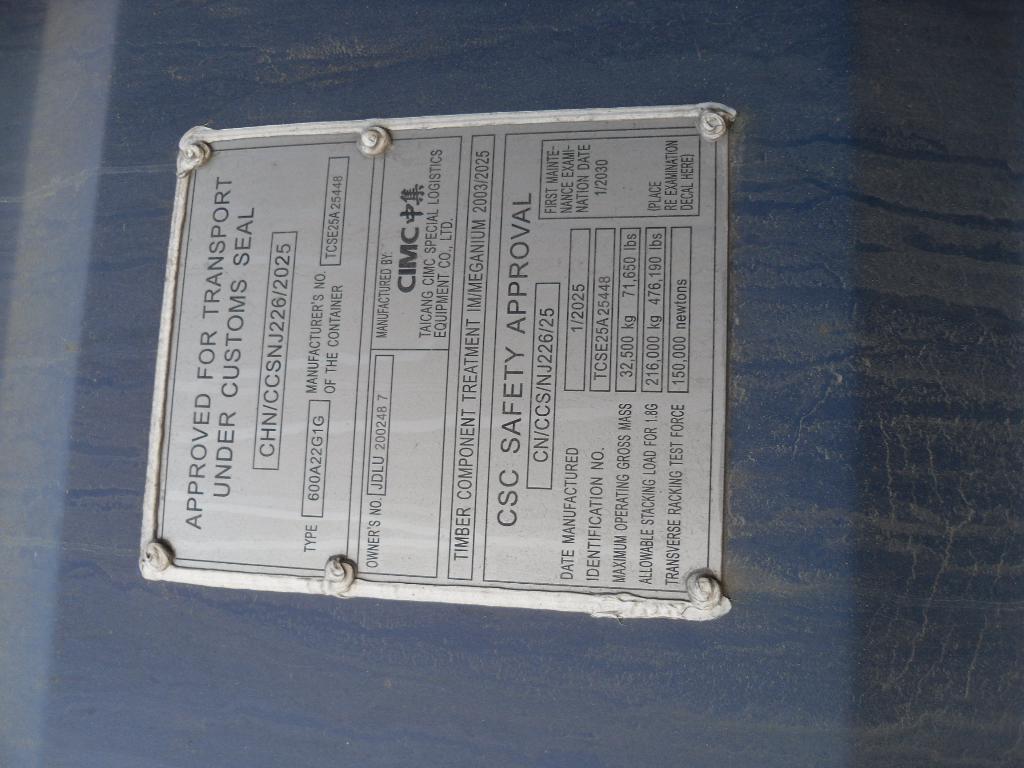 APPROVED FOR TRANSPORT
UNDER CUSTOMS SEAL
CHN/CCSNJ226/2025
TYPE 600A22G1G MANUFACTURER'S NO. OF THE CONTAINER TCSE25A25448
OWNER'S NO. JDLU 200248 7
MANUFACTURED BY:
CIMC 中集
TAICANG CIMC SPECIAL LOGISTICS
EQUIPMENT CO., LTD.
TIMBER COMPONENT TREATMENT IM/MEGANIUM 2003/2025
CSC SAFETY APPROVAL
CN/CCS/NJ226/25
DATE MANUFACTURED 1/2025
IDENTIFICATION NO. TCSE25A25448
MAXIMUM OPERATING GROSS MASS 32,500 kg 71,650 lbs
ALLOWABLE STACKING LOAD FOR 1.8G 216,000 kg 476,190 lbs
TRANSVERSE RACKING TEST FORCE 150,000 newtons
FIRST MAINTE-
NANCE EXAMI-
NATION DATE
1/2030
(PLACE
RE EXAMINATION
DECAL HERE)